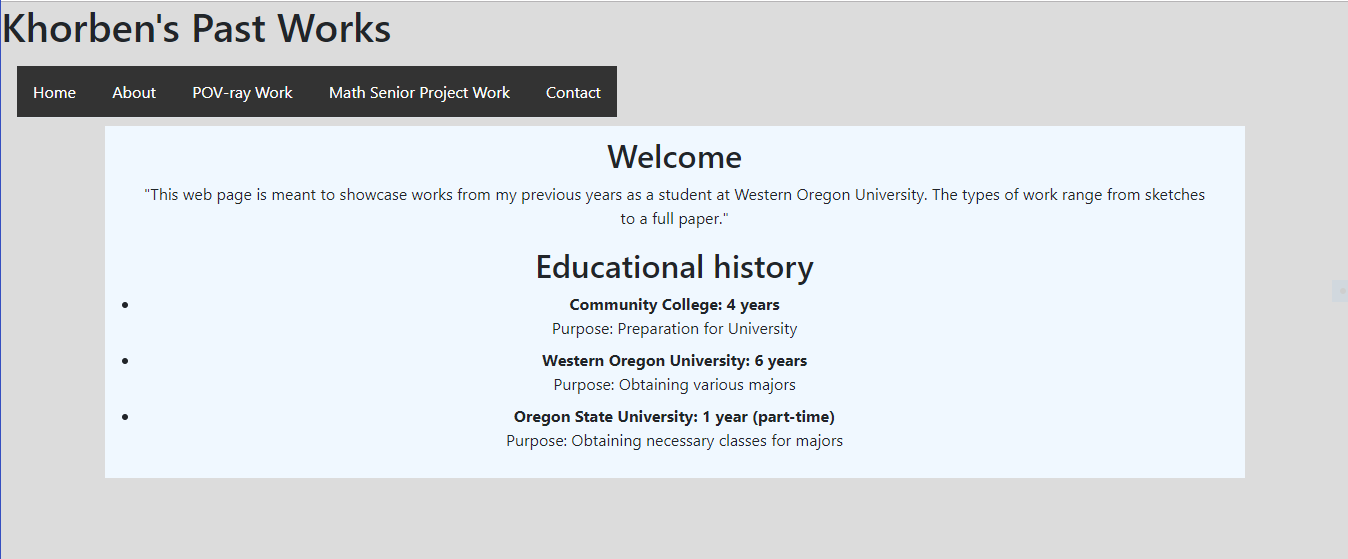 Khorben's Past Works
Home About POV-ray Work Math Senior Project Work Contact
Welcome
"This web page is meant to showcase works from my previous years as a student at Western Oregon University. The types of work range from sketches
to a full paper."
Educational history
Community College: 4 years
Purpose: Preparation for University
Western Oregon University: 6 years
Purpose: Obtaining various majors
Oregon State University: 1 year (part-time)
Purpose: Obtaining necessary classes for majors